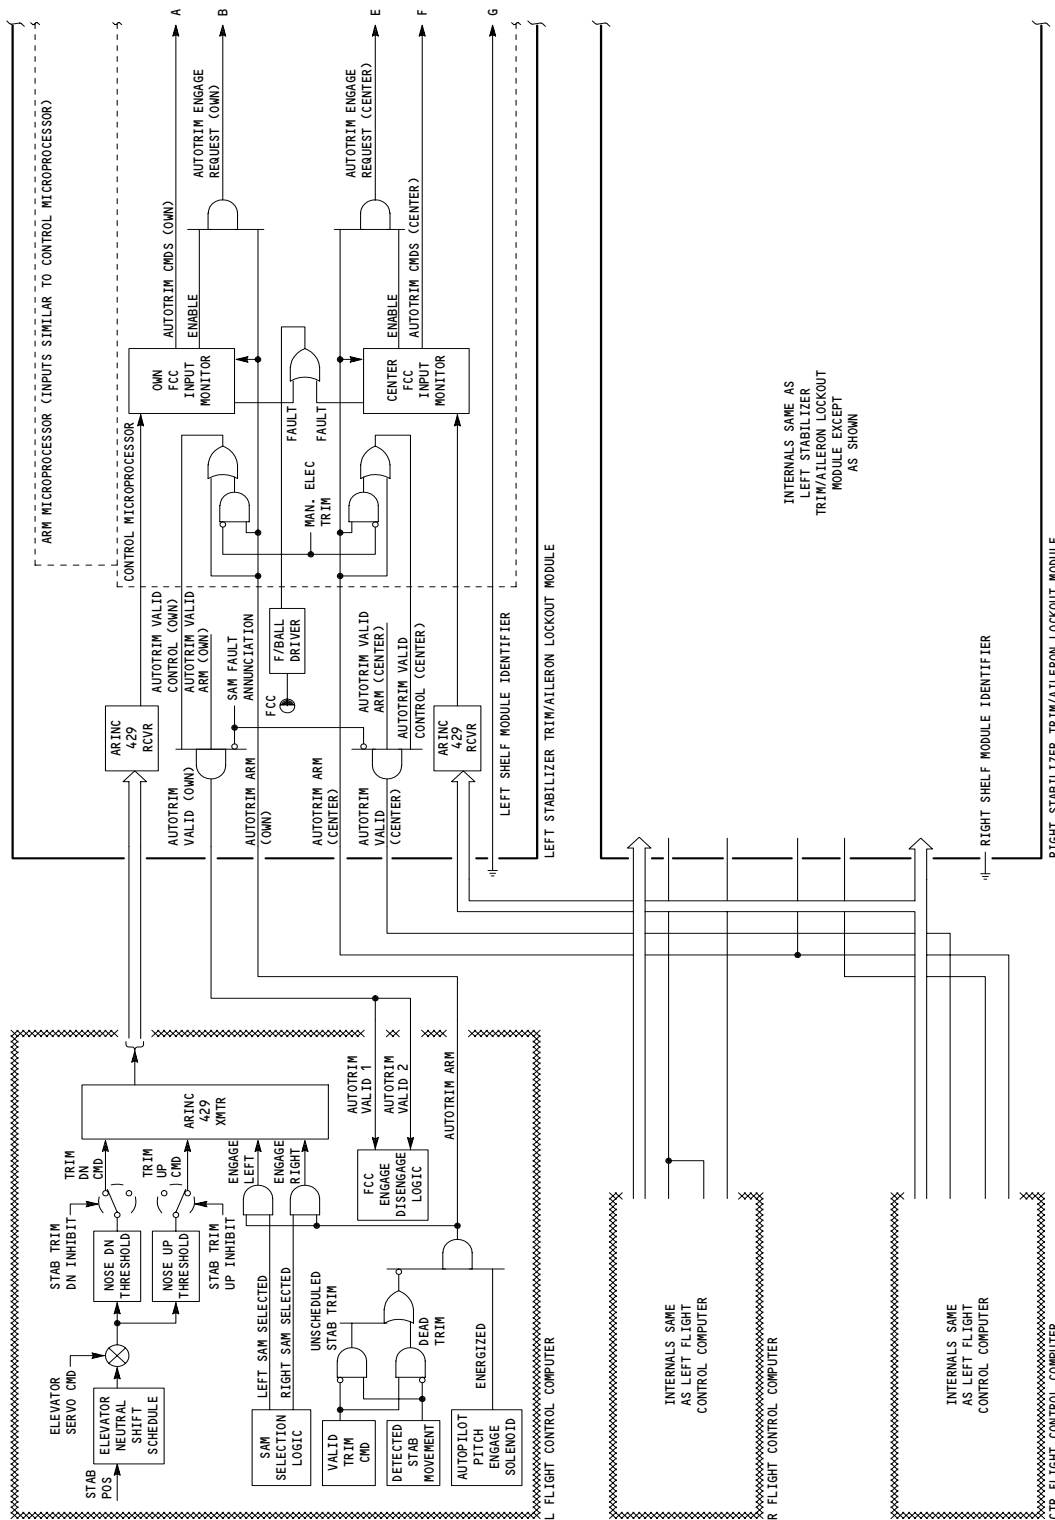 STAB
POS
ELEVATOR
NEUTRAL
SHIFT
SCHEDULE
ELEVATOR
SERVO CMD
NOSE DN
THRESHOLD
NOSE UP
THRESHOLD
STAB TRIM
DN INHIBIT
STAB TRIM
UP INHIBIT
TRIM
DN
CMD
TRIM
UP
CMD
ARINC
429
XMTR
ENGAGE
LEFT
ENGAGE
RIGHT
SAM
SELECTION
LOGIC
LEFT SAM SELECTED
RIGHT SAM SELECTED
VALID
TRIM
CMD
DETECTED
STAB
MOVEMENT
UNSCHEDULED
STAB TRIM
DEAD
TRIM
AUTOPILOT
PITCH
ENGAGE
SOLENOID
ENERGIZED
FCC
ENGAGE
DISENGAGE
LOGIC
AUTOTRIM
VALID 1
AUTOTRIM
VALID 2
AUTOTRIM ARM
L FLIGHT CONTROL COMPUTER
INTERNALS SAME
AS LEFT FLIGHT
CONTROL COMPUTER
R FLIGHT CONTROL COMPUTER
INTERNALS SAME
AS LEFT FLIGHT
CONTROL COMPUTER
CTR FLIGHT CONTROL COMPUTER
ARM MICROPROCESSOR (INPUTS SIMILAR TO CONTROL MICROPROCESSOR)
CONTROL MICROPROCESSOR
ARINC
429
RCVR
AUTOTRIM
VALID (OWN)
AUTOTRIM VALID
CONTROL (OWN)
AUTOTRIM VALID
ARM (OWN)
SAM FAULT
ANNUNCIATION
AUTOTRIM ARM
(OWN)
FCC
F/BALL
DRIVER
AUTOTRIM ARM
(CENTER)
AUTOTRIM
VALID
(CENTER)
AUTOTRIM VALID
ARM (CENTER)
AUTOTRIM VALID
CONTROL (CENTER)
ARINC
429
RCVR
MAN. ELEC
TRIM
OWN
FCC
INPUT
MONITOR
FAULT
FAULT
CENTER
FCC
INPUT
MONITOR
AUTOTRIM CMDS (OWN)
ENABLE
AUTOTRIM ENGAGE
REQUEST (OWN)
ENABLE
AUTOTRIM CMDS (CENTER)
AUTOTRIM ENGAGE
REQUEST (CENTER)
A
B
E
F
G
LEFT SHELF MODULE IDENTIFIER
LEFT STABILIZER TRIM/AILERON LOCKOUT MODULE
INTERNALS SAME AS
LEFT STABILIZER
TRIM/AILERON LOCKOUT
MODULE EXCEPT
AS SHOWN
RIGHT SHELF MODULE IDENTIFIER
RIGHT STABILIZER TRIM/AILERON LOCKOUT MODULE